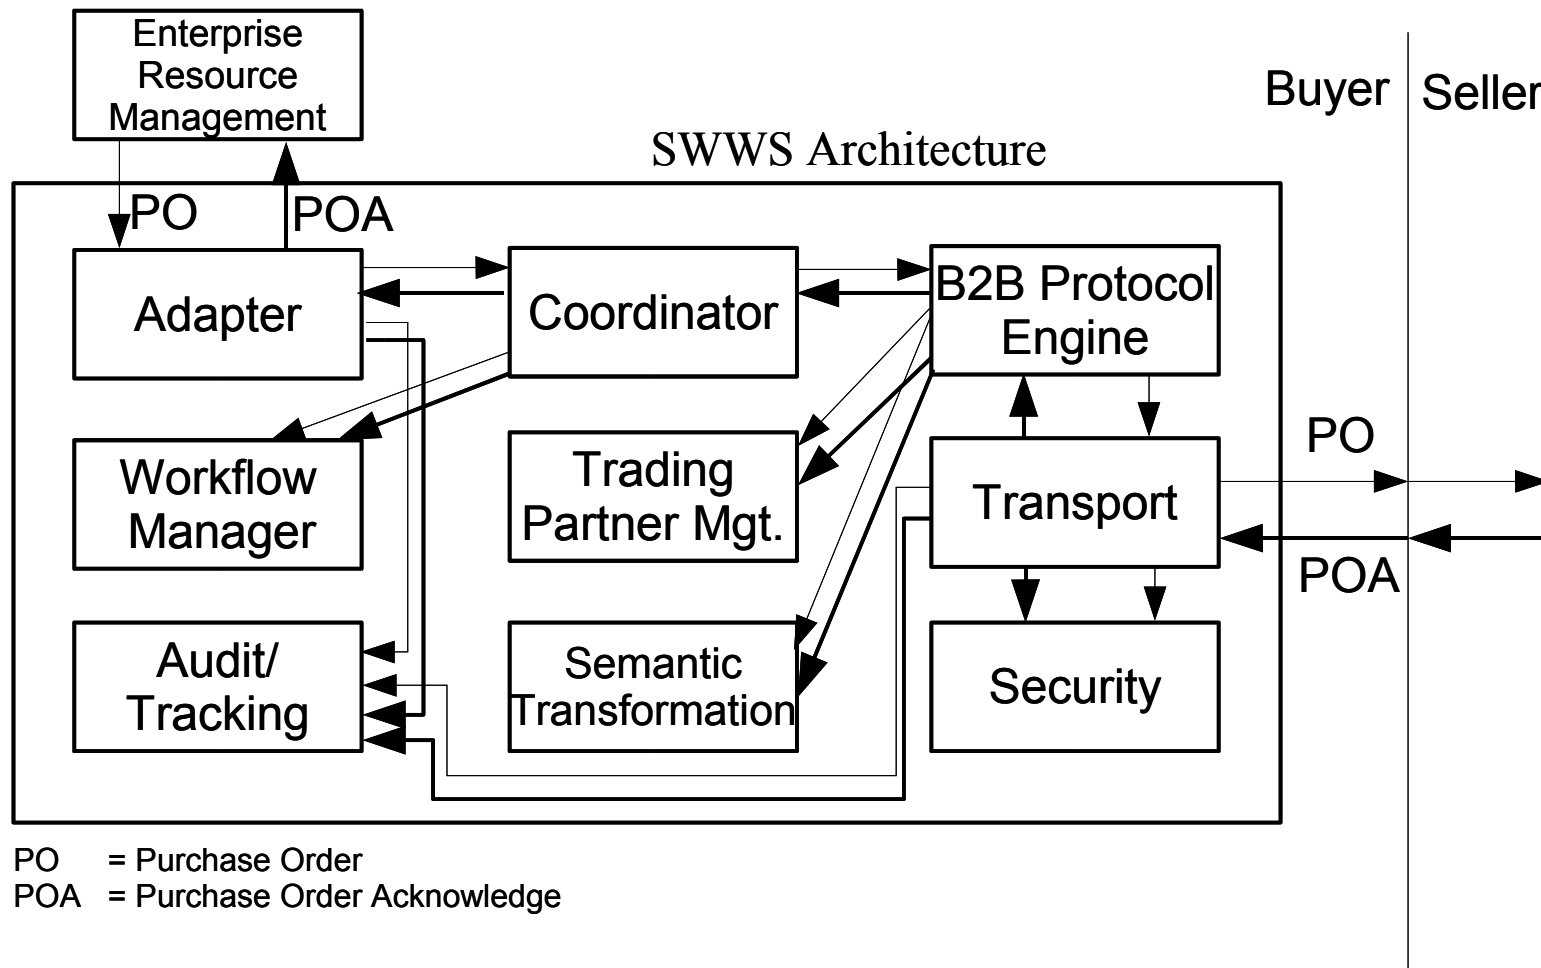 Enterprise
Resource
Management
Buyer
Seller
SWWS Architecture
PO
POA
Adapter
Coordinator
B2B Protocol
Engine
Workflow
Manager
Trading
Partner Mgt.
Transport
PO
POA
Audit/
Tracking
Semantic
Transformation
Security
PO = Purchase Order
POA = Purchase Order Acknowledge